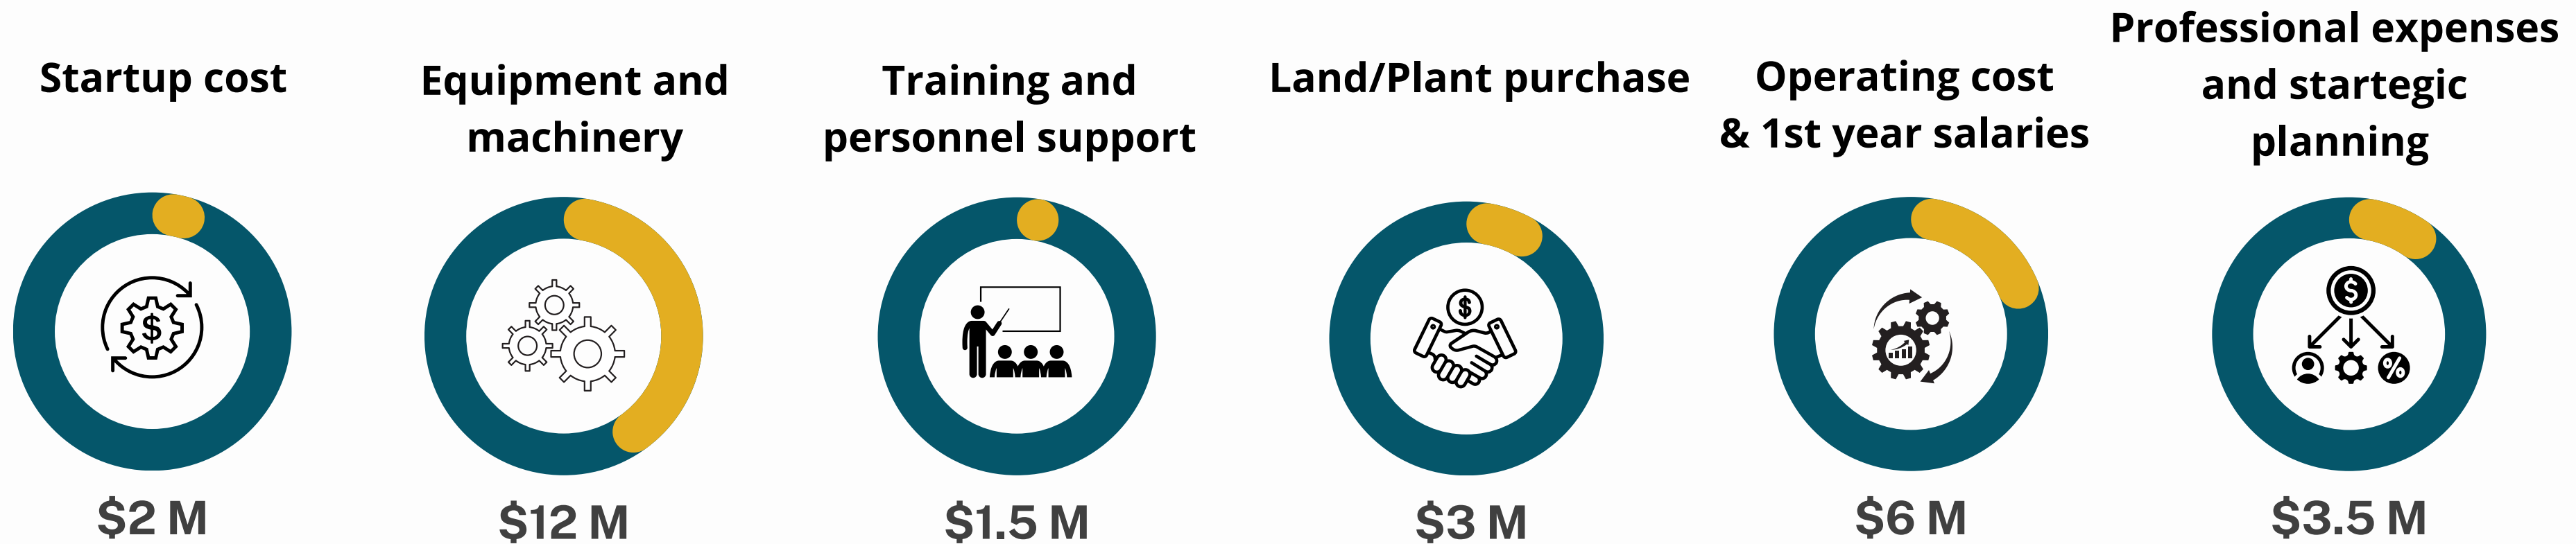 Startup cost
$2 M
Equipment and
machinery
$12 M
Training and
personnel support
$1.5 M
Land/Plant purchase
$3 M
Operating cost
& 1st year salaries
$6 M
Professional expenses
and startegic
planning
$3.5 M